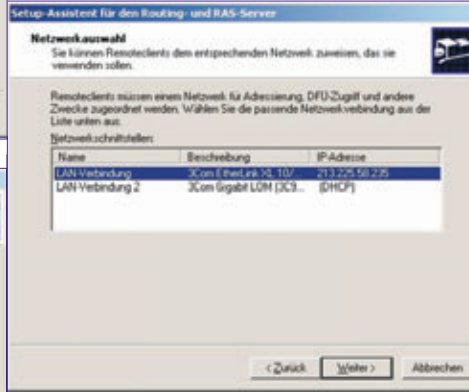 Setup-Assistent für den Routing- und RAS-Server
Netzwerkauswahl
Sie können Remoteclients dem entsprechenden Netzwerk zuweisen, das sie
verwenden sollen.
Remoteclients müssen einem Netzwerk für Adressierung, DFÜ-Zugriff und andere
Zwecke zugeordnet werden. Wählen Sie die passende Netzwerkverbindung aus der
Liste unten aus.
Netzwerkschnittstellen:
Name Beschreibung IP-Adresse
LAN-Verbindung 3Com EtherLink XL 10/... 213.225.58.235
LAN-Verbindung 2 3Com Gigabit LOM (3C9... (DHCP)
< Zurück Weiter > Abbrechen